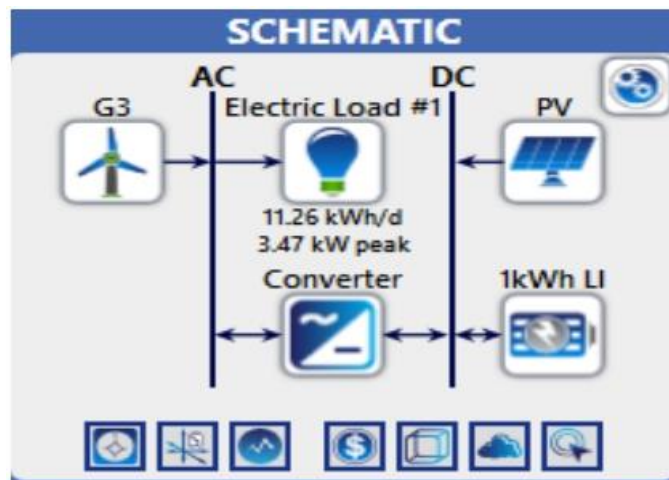 SCHEMATIC
AC
DC
G3
Electric Load #1
PV
11.26 kWh/d
3.47 kW peak
Converter
1kWh LI